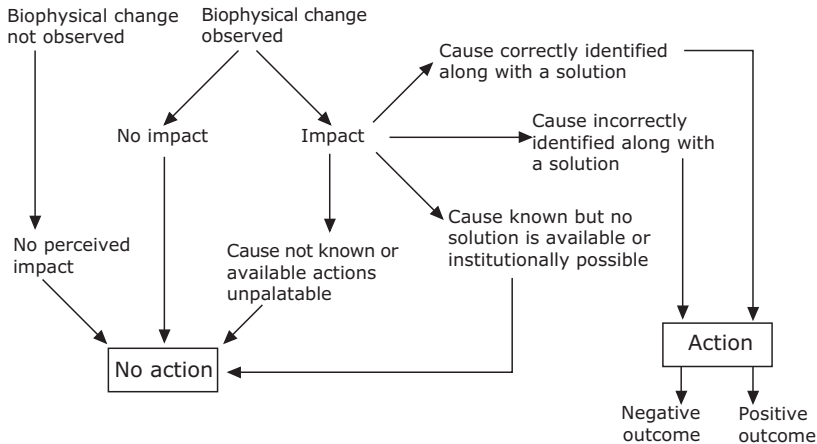 Biophysical change
not observed
Biophysical change
observed
Cause correctly identified
along with a solution
No impact
Impact
Cause incorrectly
identified along with
a solution
No perceived
impact
Cause not known or
available actions
unpalatable
Cause known but no
solution is available or
institutionally possible
No action
Action
Negative
outcome
Positive
outcome